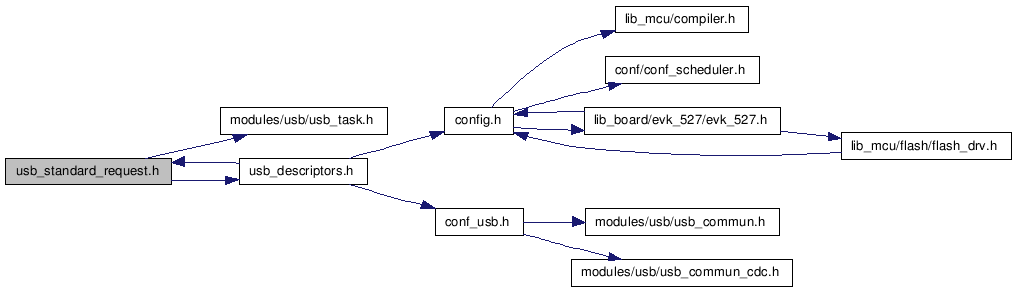 lib_mcu/compiler.h
conf/conf_scheduler.h
modules/usb/usb_task.h
config.h
lib_board/evk_527/evk_527.h
lib_mcu/flash/flash_drv.h
usb_standard_request.h
usb_descriptors.h
conf_usb.h
modules/usb/usb_commun.h
modules/usb/usb_commun_cdc.h